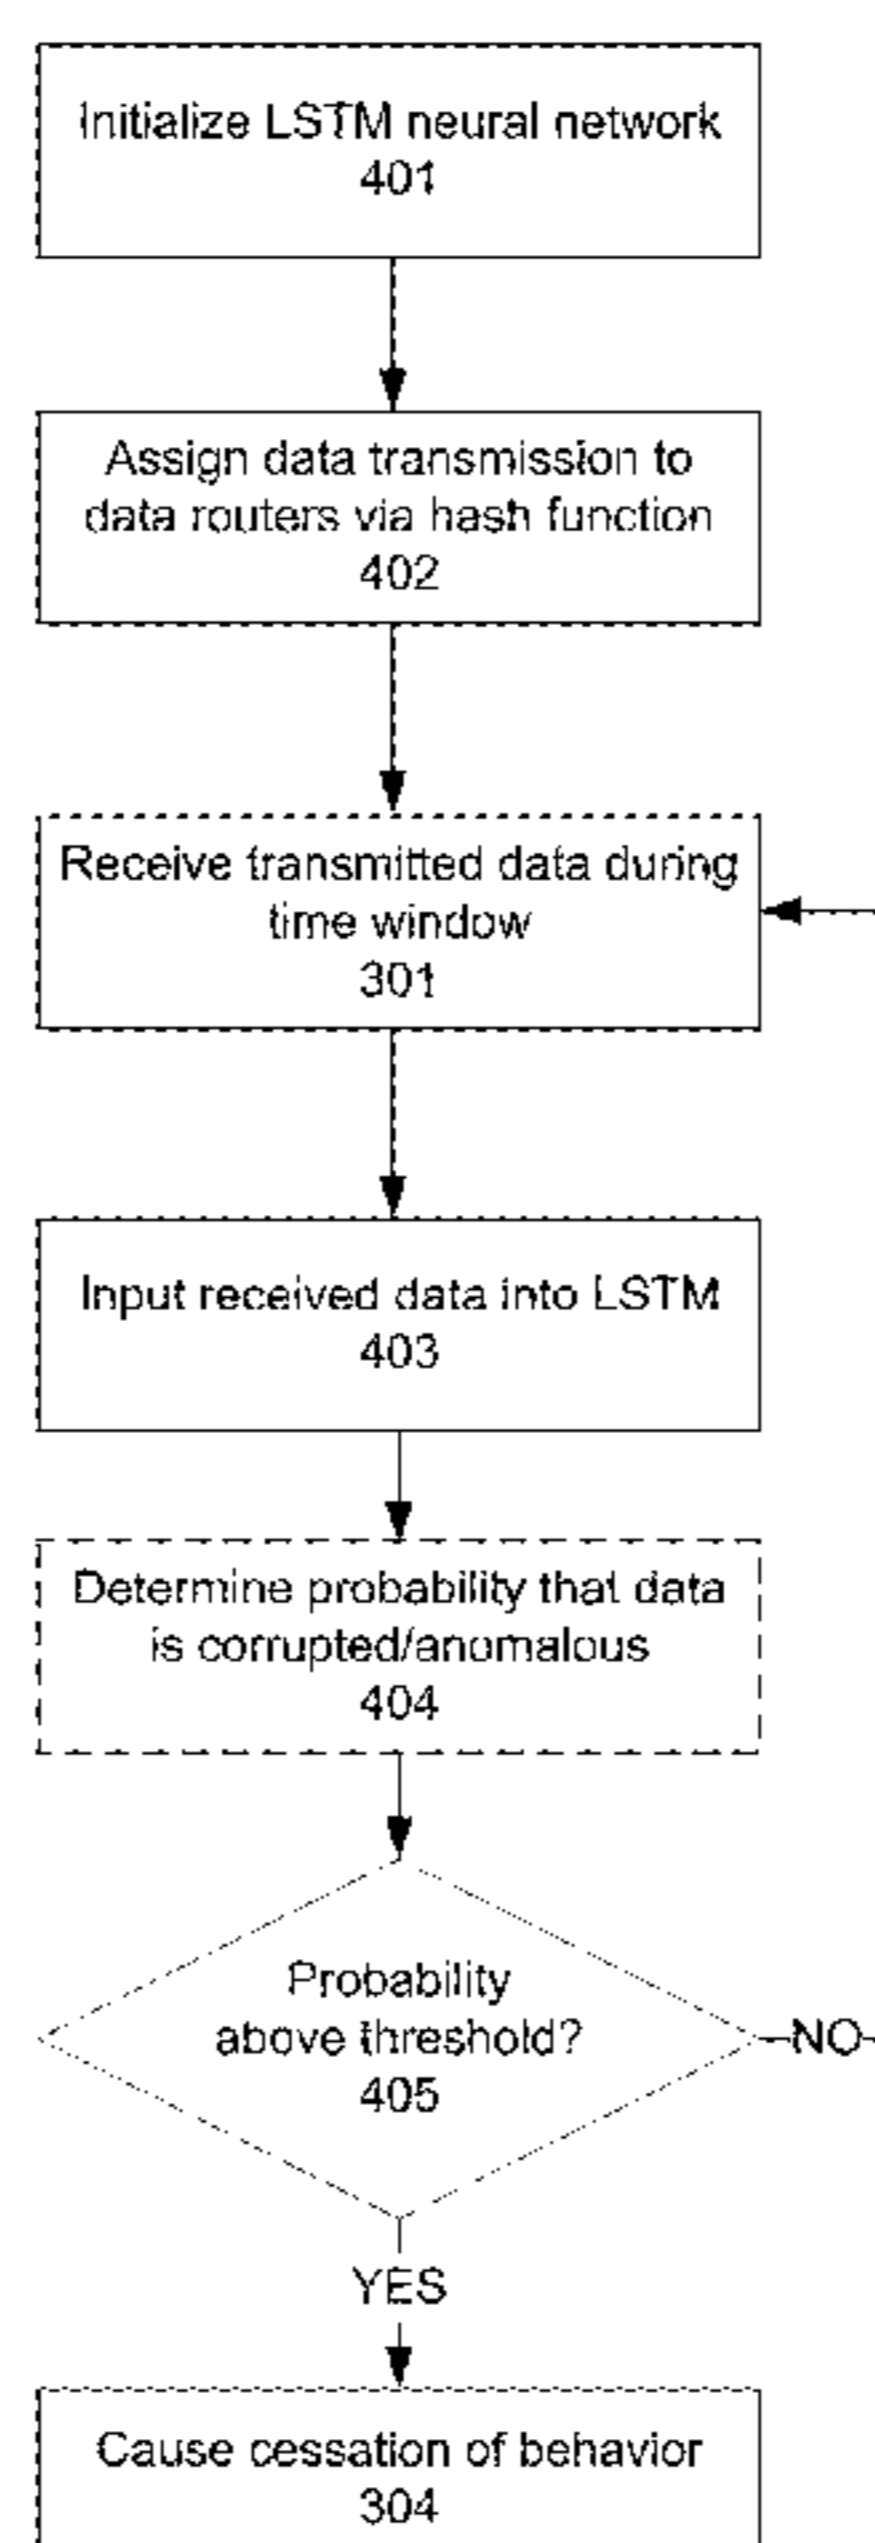 Initialize LSTM neural network
401
Assign data transmission to
data routers via hash function
402
Receive transmitted data during
time window
301
Input received data into LSTM
403
Determine probability that data
is corrupted/anomalous
404
Probability
above threshold?
405
NO
YES
Cause cessation of behavior
304